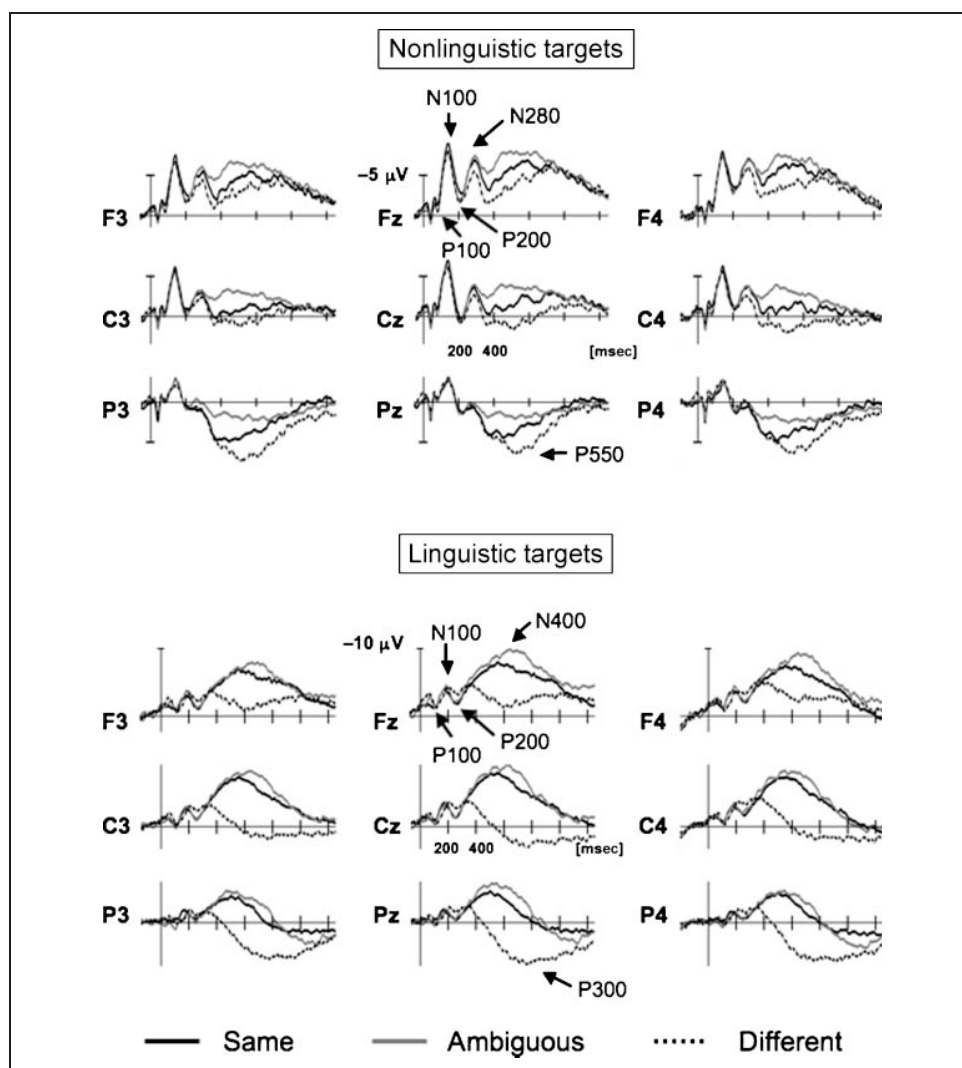 Nonlinguistic targets
N100
N280
−5 μV
F3
Fz
F4
P200
P100
C3
Cz
C4
200 400 [msec]
P3
Pz
P4
P550
Linguistic targets
N400
N100
−10 μV
F3
Fz
F4
P200
P100
C3
Cz
C4
200 400 [msec]
P3
Pz
P4
P300
Same Ambiguous Different